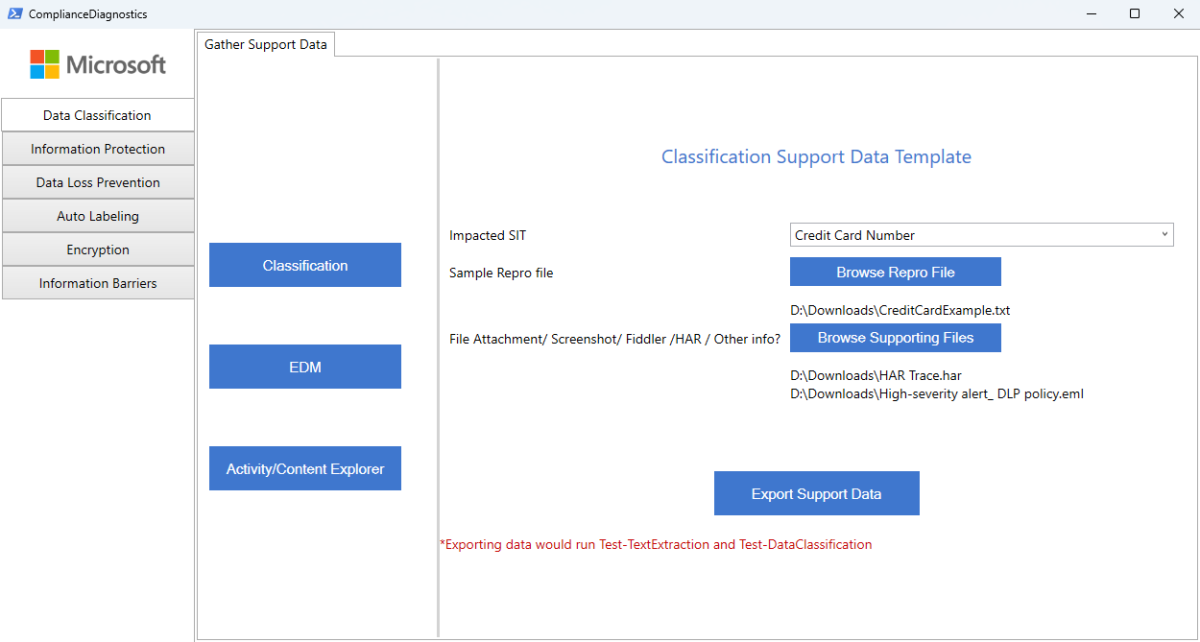 ComplianceDiagnostics
Microsoft
Data Classification
Information Protection
Data Loss Prevention
Auto Labeling
Encryption
Information Barriers
Gather Support Data
Classification
EDM
Activity/Content Explorer
Classification Support Data Template
Impacted SIT
Credit Card Number
Sample Repro file
Browse Repro File
D:\Downloads\CreditCardExample.txt
File Attachment/ Screenshot/ Fiddler /HAR / Other info?
Browse Supporting Files
D:\Downloads\HAR Trace.har
D:\Downloads\High-severity alert_ DLP policy.eml
Export Support Data
*Exporting data would run Test-TextExtraction and Test-DataClassification